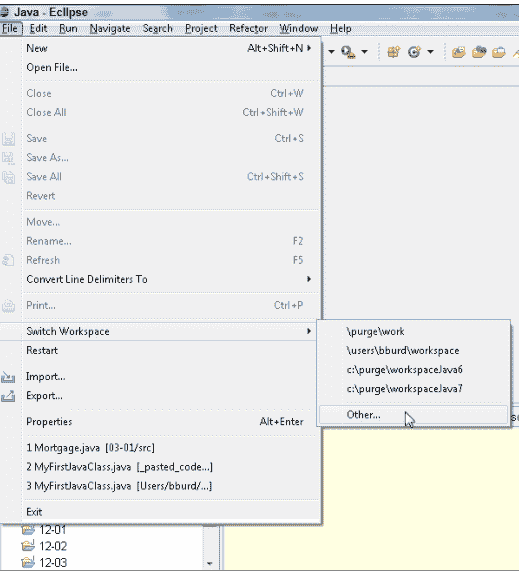 Java - Eclipse
File Edit Run Navigate Search Project Refactor Window Help
New Alt+Shift+N
Open File...
Close Ctrl+W
Close All Ctrl+Shift+W
Save Ctrl+S
Save As...
Save All Ctrl+Shift+S
Revert
Move...
Rename... F2
Refresh F5
Convert Line Delimiters To
Print... Ctrl+P
Switch Workspace
\purge\work
Restart
\users\bburd\workspace
c:\purge\workspaceJava6
Import...
c:\purge\workspaceJava7
Export...
Other...
Properties Alt+Enter
1 Mortgage.java [03-01/src]
2 MyFirstJavaClass.java [_pasted_code...]
3 MyFirstJavaClass.java [Users/bburd/...]
Exit
12-01
12-02
12-03